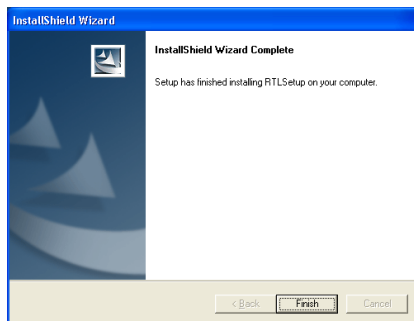 InstallShield Wizard
InstallShield Wizard Complete
Setup has finished installing RTLSetup on your computer.
< Back
Finish
Cancel